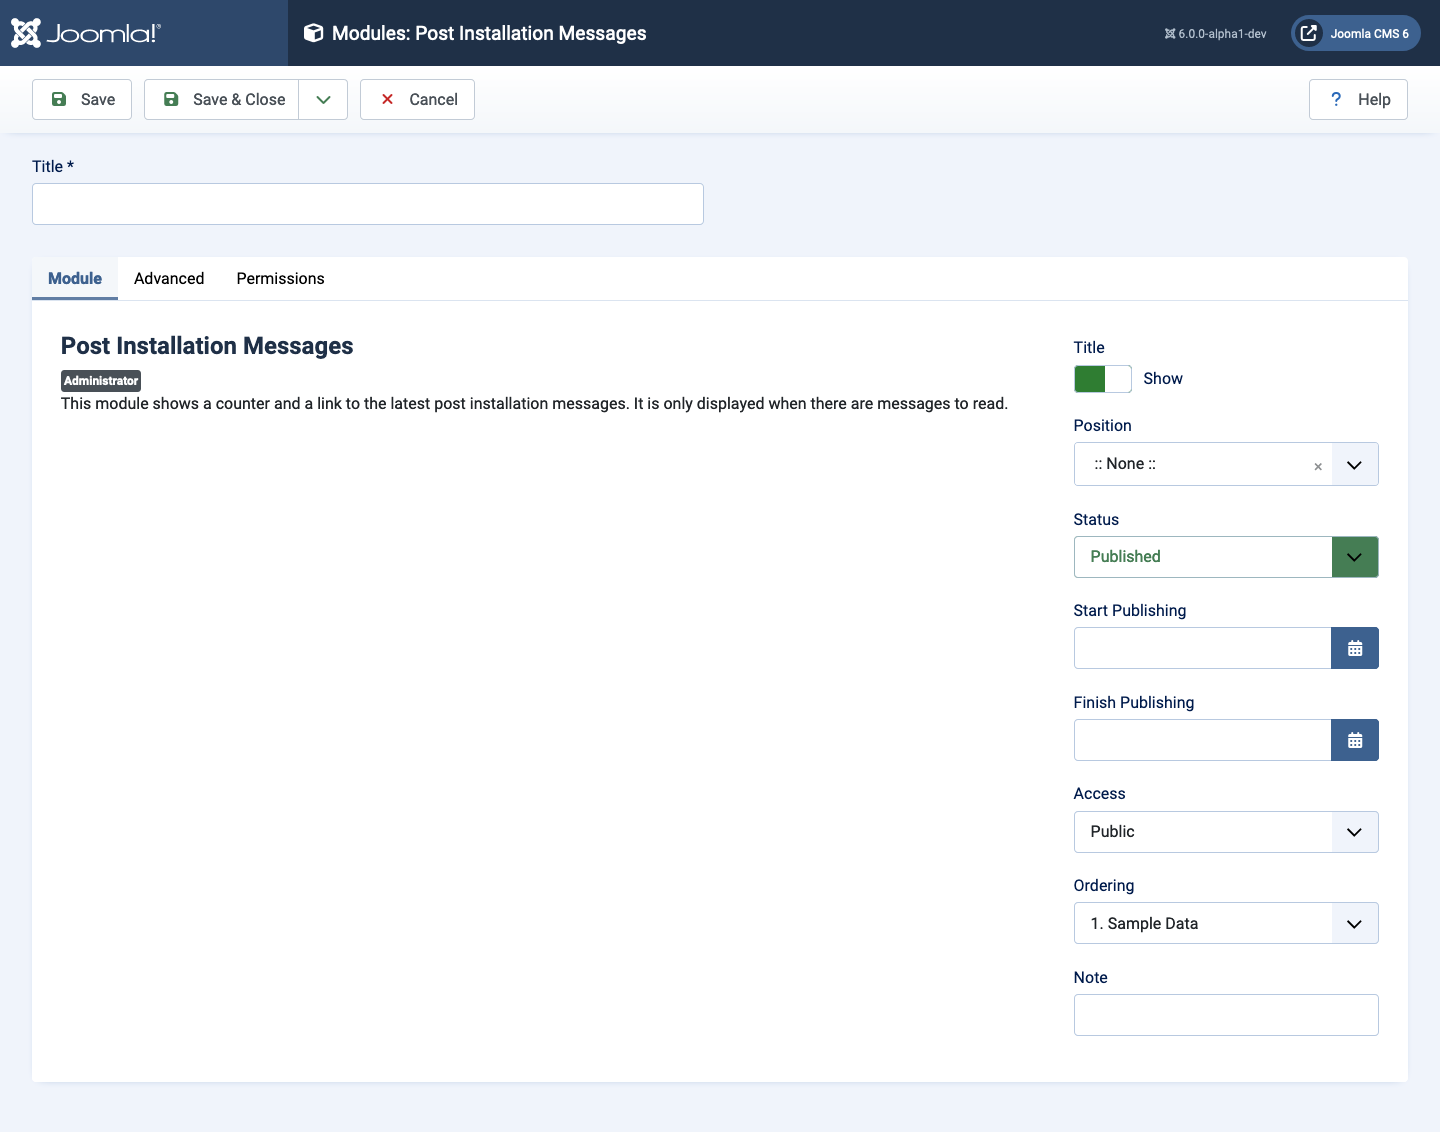 Joomla!®
Modules: Post Installation Messages
6.0.0-alpha1-dev
Joomla CMS 6
Save
Save & Close
Cancel
? Help
Title *
Module
Advanced
Permissions
Post Installation Messages
Administrator
This module shows a counter and a link to the latest post installation messages. It is only displayed when there are messages to read.
Title
Show
Position
:: None ::
Status
Published
Start Publishing
Finish Publishing
Access
Public
Ordering
1. Sample Data
Note